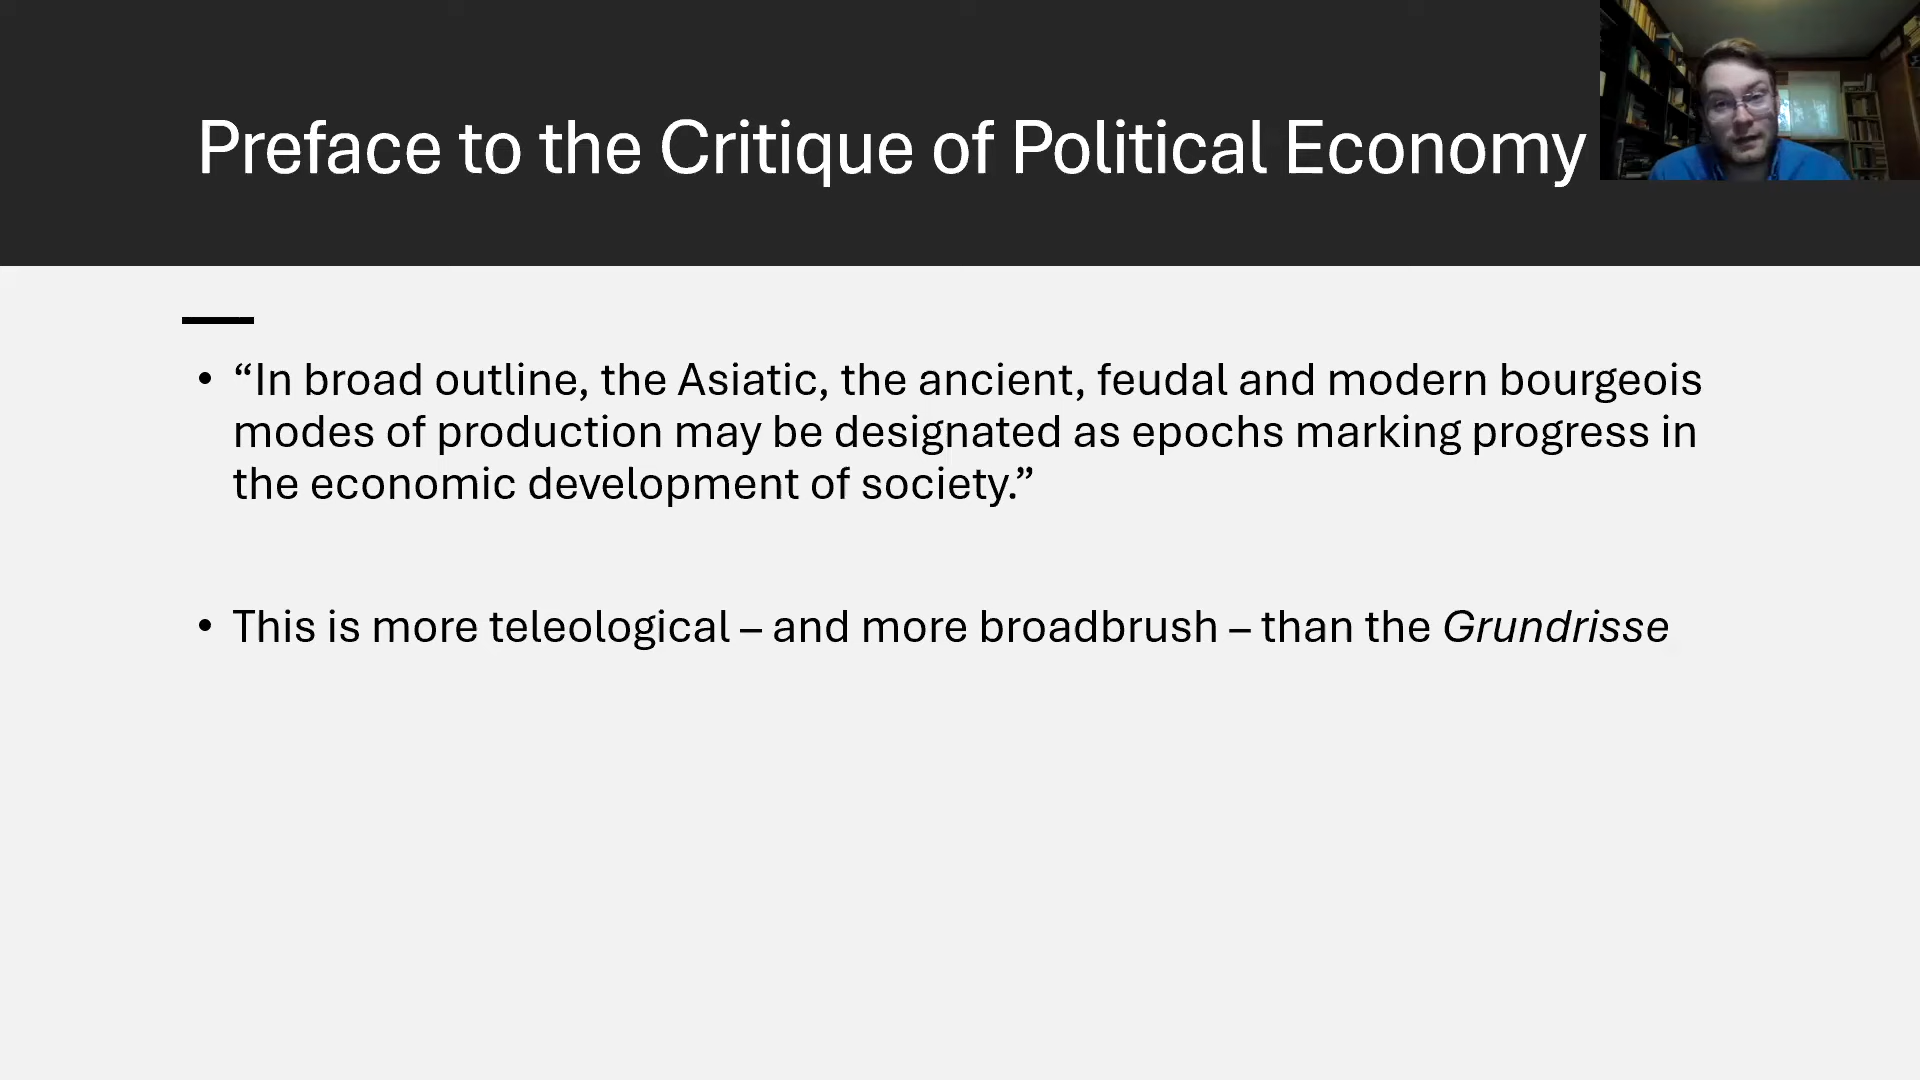 Preface to the Critique of Political Economy
• “In broad outline, the Asiatic, the ancient, feudal and modern bourgeois
modes of production may be designated as epochs marking progress in
the economic development of society.”
• This is more teleological – and more broadbrush – than the Grundrisse